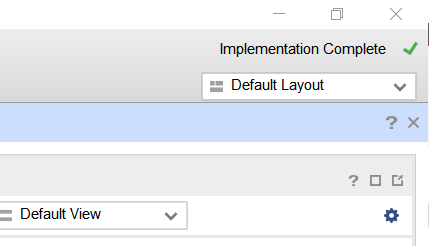 Implementation Complete
Default Layout
?
?
Default View